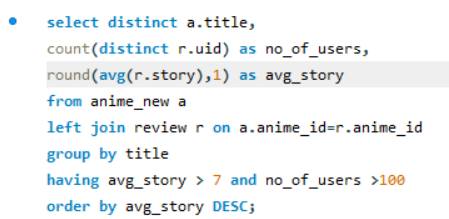 select distinct a.title,
count(distinct r.uid) as no_of_users,
round(avg(r.story),1) as avg_story
from anime_new a
left join review r on a.anime_id=r.anime_id
group by title
having avg_story > 7 and no_of_users >100
order by avg_story DESC;